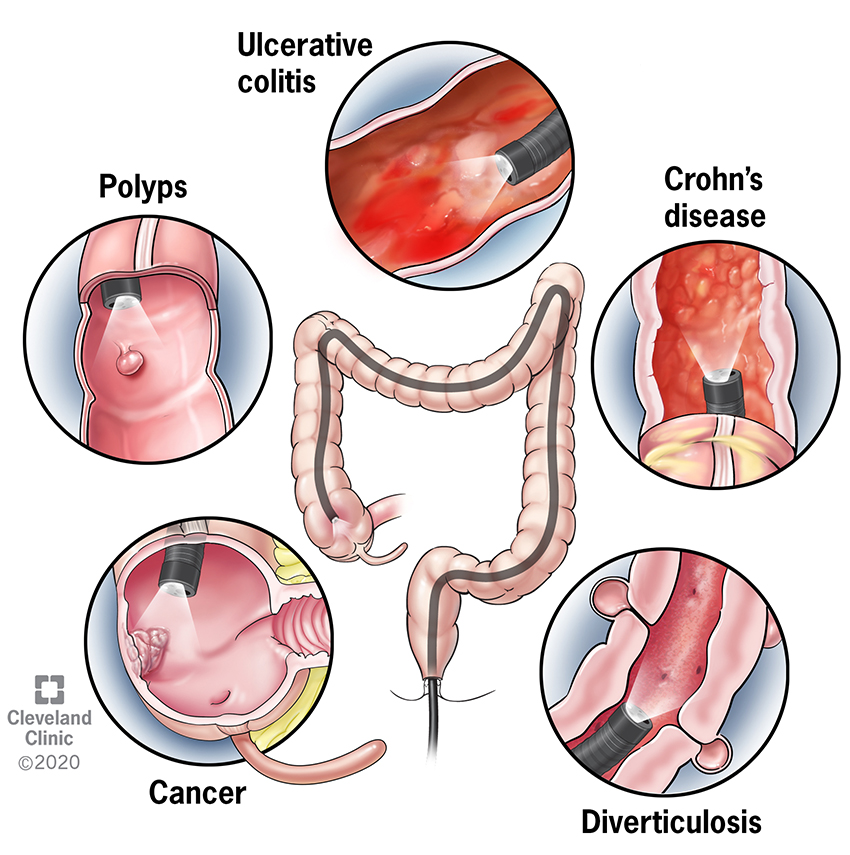 Ulcerative
colitis
Polyps
Crohn's
disease
Cleveland
Clinic
©2020
Cancer
Diverticulosis